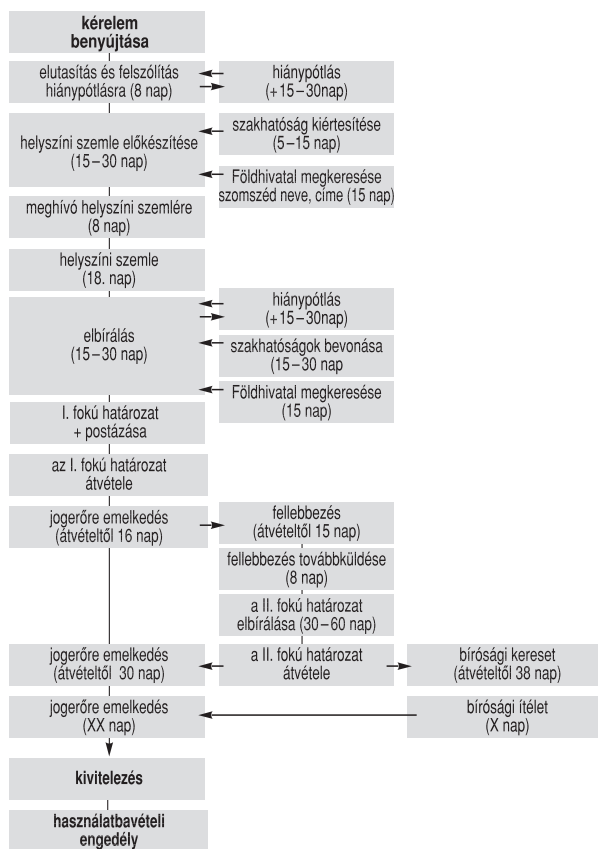 kérelem
benyújtása
elutasítás és felszólítás
hiánypótlásra (8 nap)
hiánypótlás
(+15–30nap)
helyszíni szemle előkészítése
(15–30 nap)
szakhatóság kiértesítése
(5–15 nap)
Földhivatal megkeresése
szomszéd neve, címe (15 nap)
meghívó helyszíni szemlére
(8 nap)
helyszíni szemle
(18. nap)
elbírálás
(15–30 nap)
hiánypótlás
(+15–30nap)
szakhatóságok bevonása
(15–30 nap
Földhivatal megkeresése
(15 nap)
I. fokú határozat
+ postázása
az I. fokú határozat
átvétele
jogerőre emelkedés
(átvételtől 16 nap)
fellebbezés
(átvételtől 15 nap)
fellebbezés továbbküldése
(8 nap)
a II. fokú határozat
elbírálása (30–60 nap)
jogerőre emelkedés
(átvételtől 30 nap)
a II. fokú határozat
átvétele
bírósági kereset
(átvételtől 38 nap)
jogerőre emelkedés
(XX nap)
bírósági ítélet
(X nap)
kivitelezés
használatbavételi
engedély